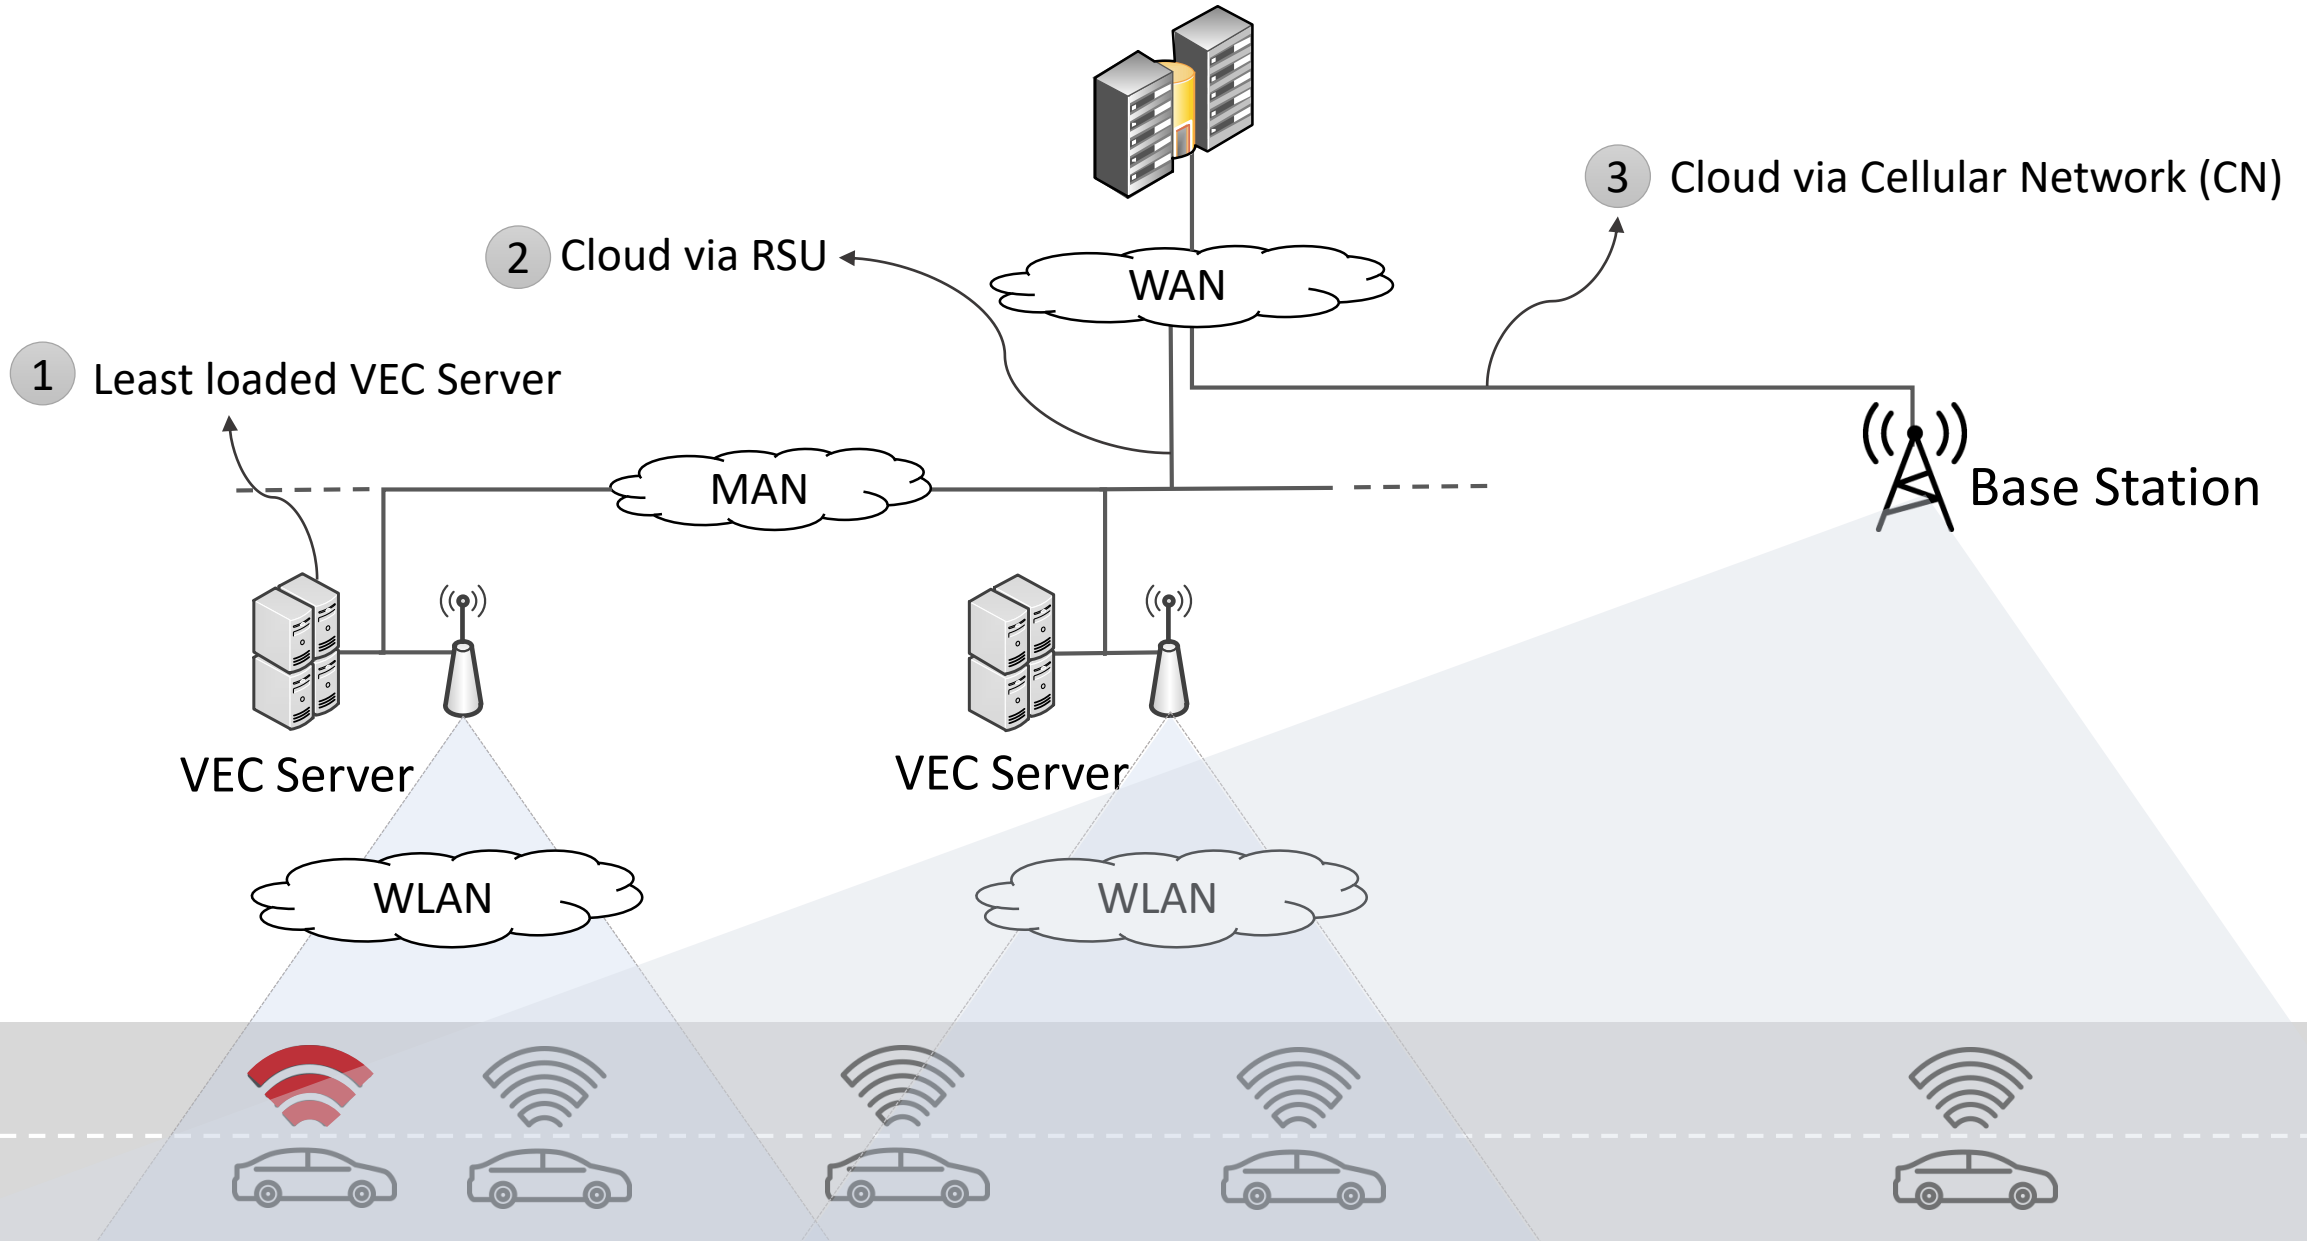 3 Cloud via Cellular Network (CN)
2 Cloud via RSU
WAN
1 Least loaded VEC Server
MAN
Base Station
VEC Server
VEC Server
WLAN
WLAN